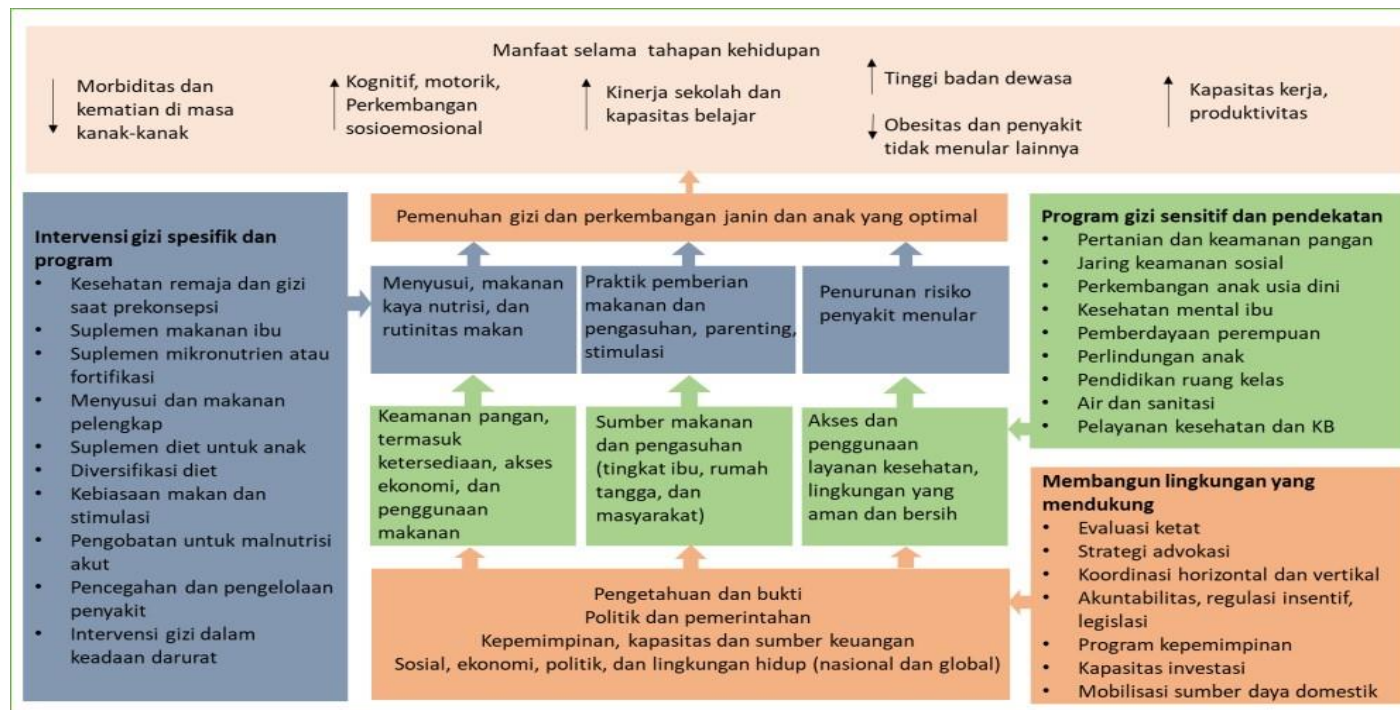 Manfaat selama tahapan kehidupan
Morbiditas dan
kematian di masa
kanak-kanak
Kognitif, motorik,
Perkembangan
sosioemosional
Kinerja sekolah dan
kapasitas belajar
Tinggi badan dewasa
Obesitas dan penyakit
tidak menular lainnya
Kapasitas kerja,
produktivitas
Intervensi gizi spesifik dan
program
• Kesehatan remaja dan gizi
saat prekonsepsi
• Suplemen makanan ibu
• Suplemen mikronutrien atau
fortifikasi
• Menyusui dan makanan
pelengkap
• Suplemen diet untuk anak
• Diversifikasi diet
• Kebiasaan makan dan
stimulasi
• Pengobatan untuk malnutrisi
akut
• Pencegahan dan pengelolaan
penyakit
• Intervensi gizi dalam
keadaan darurat
Pemenuhan gizi dan perkembangan janin dan anak yang optimal
Menyusui, makanan
kaya nutrisi, dan
rutinitas makan
Praktik pemberian
makanan dan
pengasuhan, parenting,
stimulasi
Penurunan risiko
penyakit menular
Keamanan pangan,
termasuk
ketersediaan, akses
ekonomi, dan
penggunaan
makanan
Sumber makanan
dan pengasuhan
(tingkat ibu, rumah
tangga, dan
masyarakat)
Akses dan
penggunaan
layanan kesehatan,
lingkungan yang
aman dan bersih
Pengetahuan dan bukti
Politik dan pemerintahan
Kepemimpinan, kapasitas dan sumber keuangan
Sosial, ekonomi, politik, dan lingkungan hidup (nasional dan global)
Program gizi sensitif dan pendekatan
• Pertanian dan keamanan pangan
• Jaring keamanan sosial
• Perkembangan anak usia dini
• Kesehatan mental ibu
• Pemberdayaan perempuan
• Perlindungan anak
• Pendidikan ruang kelas
• Air dan sanitasi
• Pelayanan kesehatan dan KB
Membangun lingkungan yang
mendukung
• Evaluasi ketat
• Strategi advokasi
• Koordinasi horizontal dan vertikal
• Akuntabilitas, regulasi insentif,
legislasi
• Program kepemimpinan
• Kapasitas investasi
• Mobilisasi sumber daya domestik